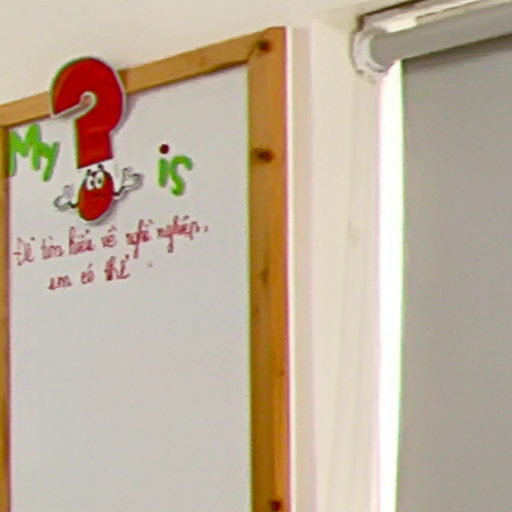 My ? is
Để tìm hiểu về nghề nghiệp,
em có thể